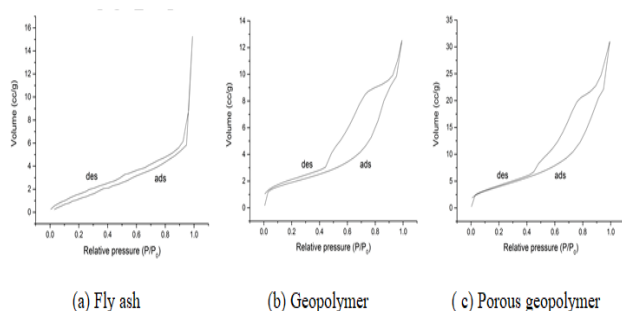 Volume (cc/g)
16
14
12
10
8
6
4
2
0
des
ads
0.0 0.2 0.4 0.6 0.8 1.0
Relative pressure (P/P0)
(a) Fly ash
Volume (cc/g)
14
12
10
8
6
4
2
0
des
ads
0.0 0.2 0.4 0.6 0.8 1.0
Relative pressure (P/P0)
(b) Geopolymer
Volume (cc/g)
35
30
25
20
15
10
5
0
des
ads
0.0 0.2 0.4 0.6 0.8 1.0
Relative pressure (P/P0)
( c) Porous geopolymer